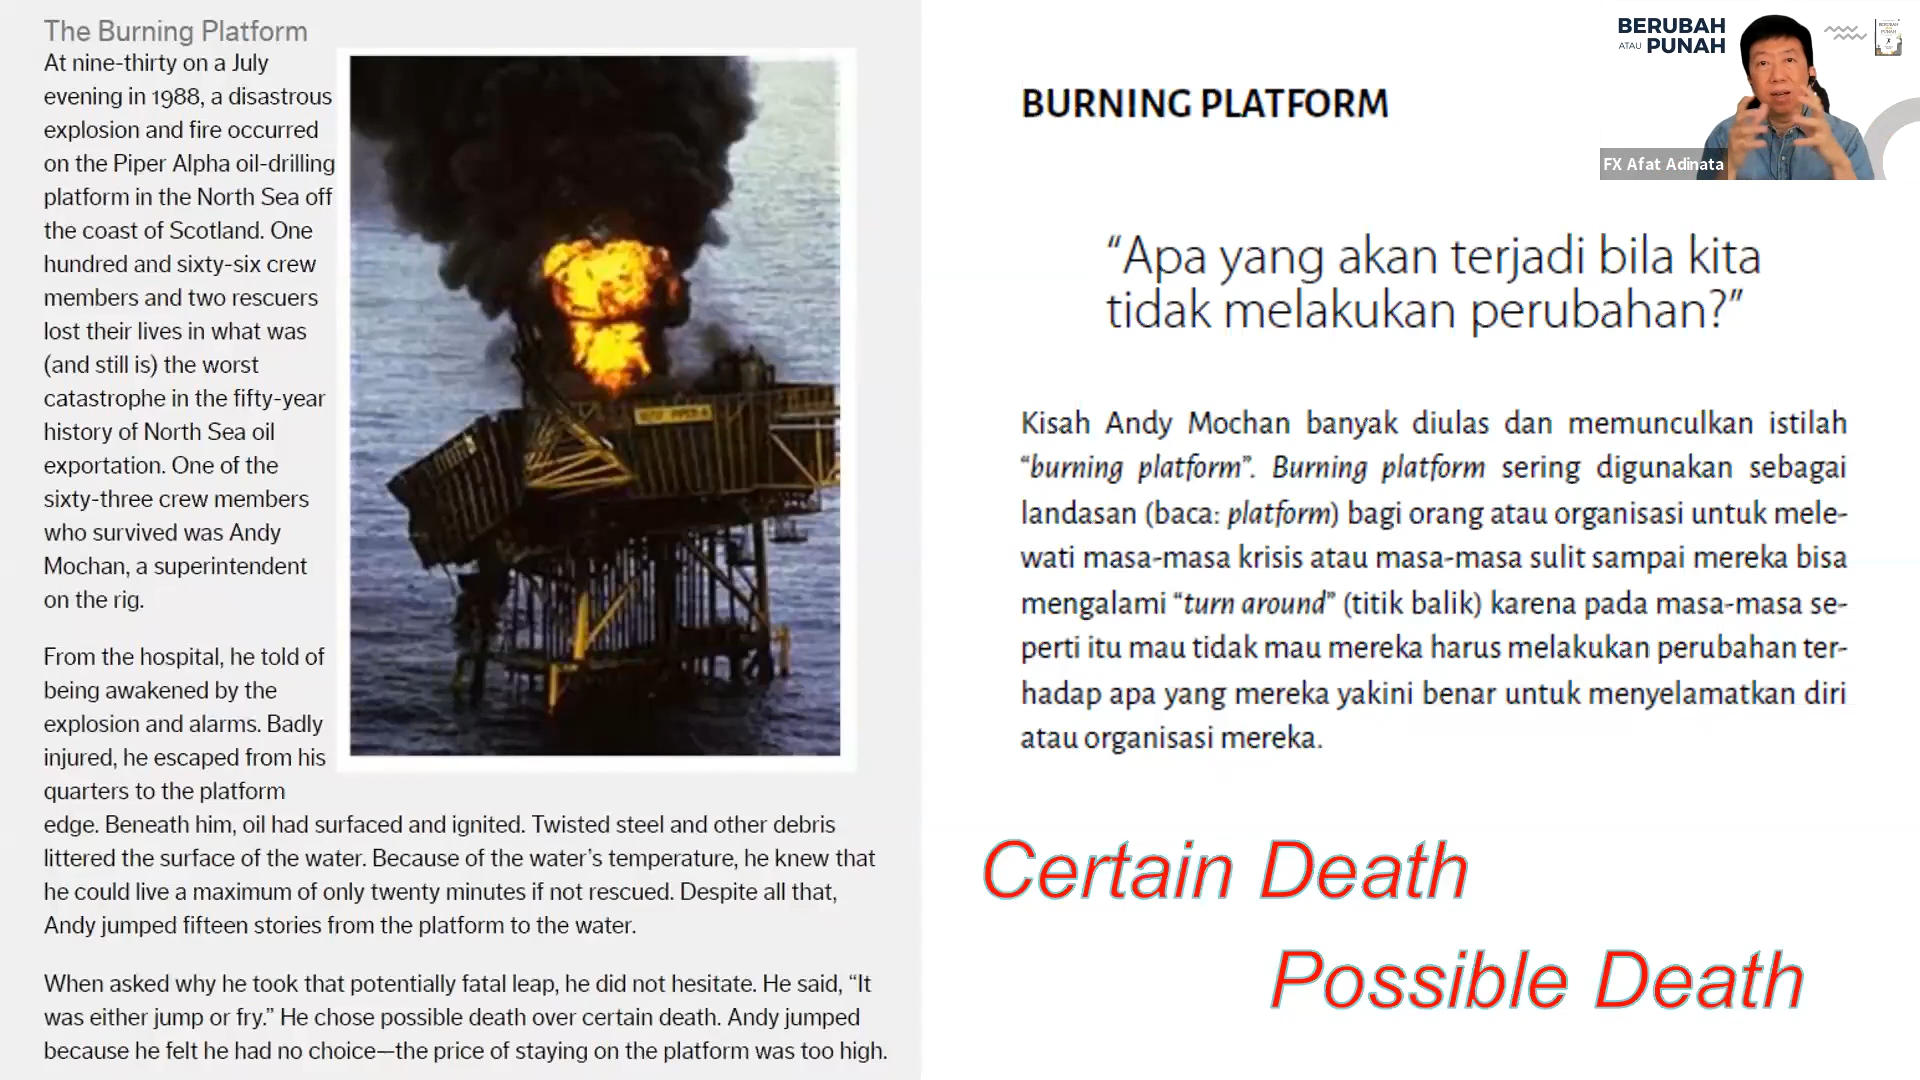 The Burning Platform
At nine-thirty on a July
evening in 1988, a disastrous
explosion and fire occurred
on the Piper Alpha oil-drilling
platform in the North Sea off
the coast of Scotland. One
hundred and sixty-six crew
members and two rescuers
lost their lives in what was
(and still is) the worst
catastrophe in the fifty-year
history of North Sea oil
exportation. One of the
sixty-three crew members
who survived was Andy
Mochan, a superintendent
on the rig.
From the hospital, he told of
being awakened by the
explosion and alarms. Badly
injured, he escaped from his
quarters to the platform
edge. Beneath him, oil had surfaced and ignited. Twisted steel and other debris
littered the surface of the water. Because of the water's temperature, he knew that
he could live a maximum of only twenty minutes if not rescued. Despite all that,
Andy jumped fifteen stories from the platform to the water.
When asked why he took that potentially fatal leap, he did not hesitate. He said, “It
was either jump or fry.” He chose possible death over certain death. Andy jumped
because he felt he had no choice—the price of staying on the platform was too high.
BERUBAH
ATAU PUNAH
FX Afat Adinata
BURNING PLATFORM
“Apa yang akan terjadi bila kita
tidak melakukan perubahan?”
Kisah Andy Mochan banyak diulas dan memunculkan istilah
“burning platform”. Burning platform sering digunakan sebagai
landasan (baca: platform) bagi orang atau organisasi untuk mele-
wati masa-masa krisis atau masa-masa sulit sampai mereka bisa
mengalami “turn around” (titik balik) karena pada masa-masa se-
perti itu mau tidak mau mereka harus melakukan perubahan ter-
hadap apa yang mereka yakini benar untuk menyelamatkan diri
atau organisasi mereka.
Certain Death
Possible Death